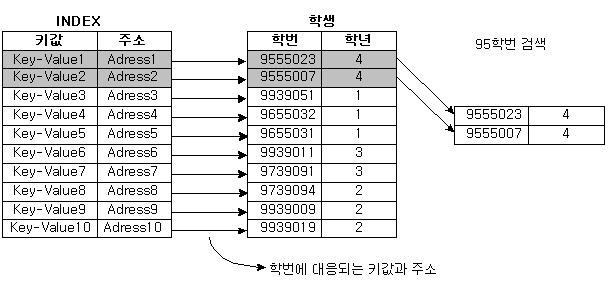 INDEX 학생
키값 주소 학번 학년 95학번 검색
Key-Value1 Adress1 9555023 4
Key-Value2 Adress2 9555007 4
Key-Value3 Adress3 9939051 1
Key-Value4 Adress4 9655032 1 9555023 4
Key-Value5 Adress5 9655031 1 9555007 4
Key-Value6 Adress6 9939011 3
Key-Value7 Adress7 9739091 3
Key-Value8 Adress8 9739094 2
Key-Value9 Adress9 9939009 2
Key-Value10 Adress10 9939019 2
학번에 대응되는 키값과 주소